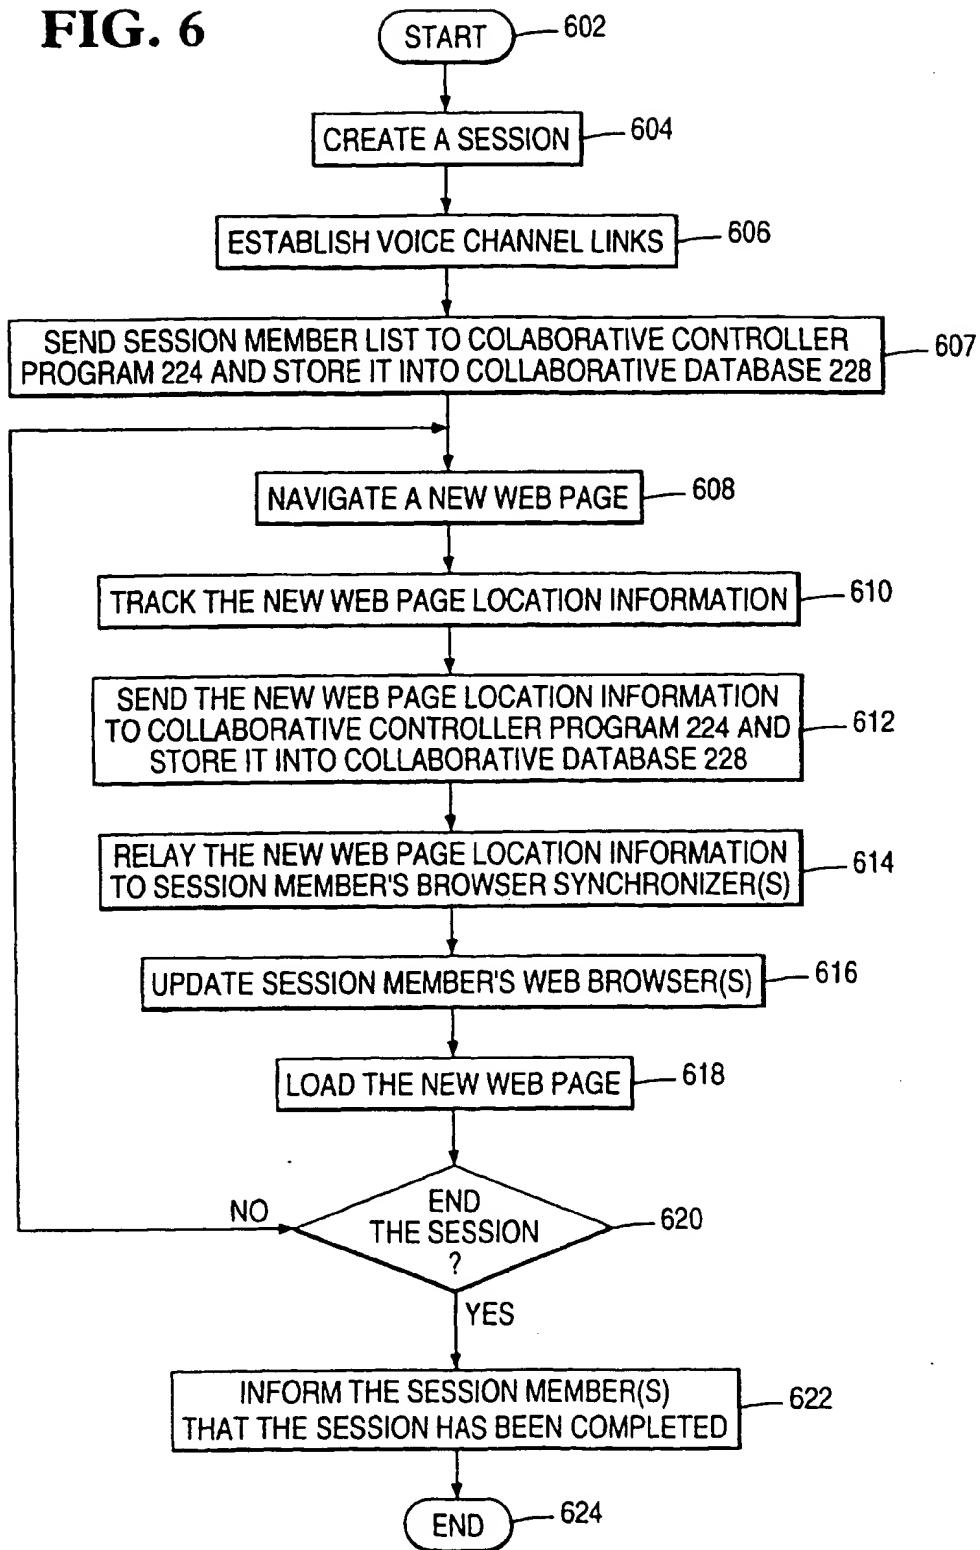 FIG. 6
START
602
CREATE A SESSION
604
ESTABLISH VOICE CHANNEL LINKS
606
SEND SESSION MEMBER LIST TO COLABORATIVE CONTROLLER
PROGRAM 224 AND STORE IT INTO COLLABORATIVE DATABASE 228
607
NAVIGATE A NEW WEB PAGE
608
TRACK THE NEW WEB PAGE LOCATION INFORMATION
610
SEND THE NEW WEB PAGE LOCATION INFORMATION
TO COLLABORATIVE CONTROLLER PROGRAM 224 AND
STORE IT INTO COLLABORATIVE DATABASE 228
612
RELAY THE NEW WEB PAGE LOCATION INFORMATION
TO SESSION MEMBER'S BROWSER SYNCHRONIZER(S)
614
UPDATE SESSION MEMBER'S WEB BROWSER(S)
616
LOAD THE NEW WEB PAGE
618
NO
END
THE SESSION
?
620
YES
INFORM THE SESSION MEMBER(S)
THAT THE SESSION HAS BEEN COMPLETED
622
END
624